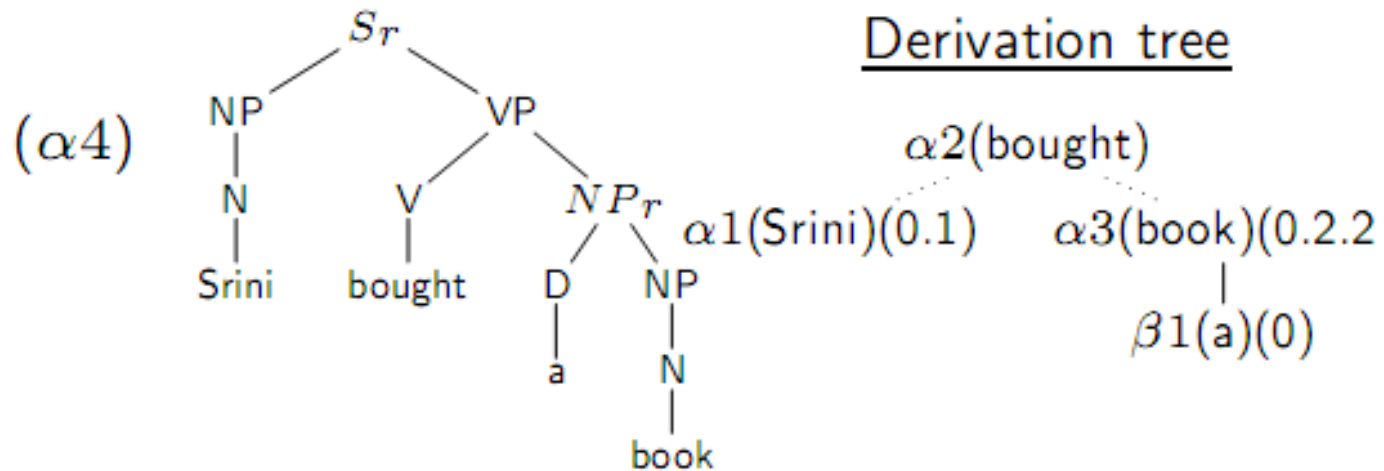 S_r
Derivation tree
(α4)
NP VP
α2(bought)
N V NP_r
α1(Srini)(0.1) α3(book)(0.2.2
Srini bought D NP
β1(a)(0)
a N
book